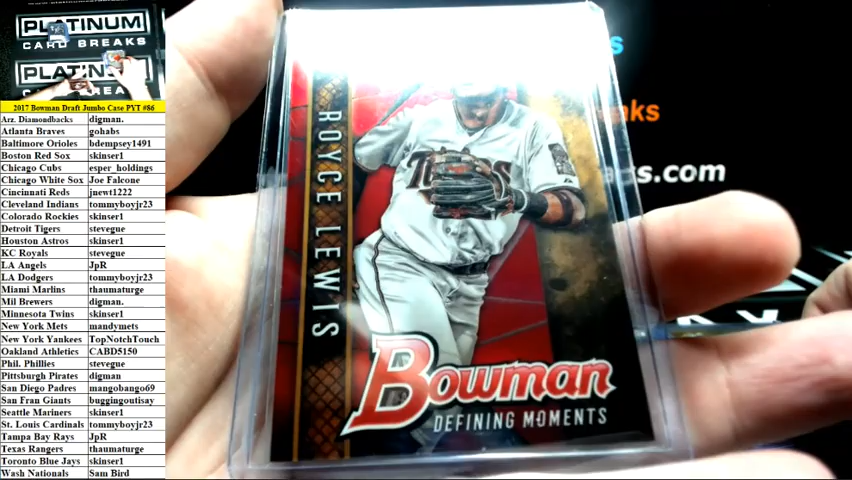 PLATINUM
CARD BREAKS
PLATIN
CARD BREAKS
2017 Bowman Draft Jumbo Case PYT #86
Arz. Diamondbacks digman.
Atlanta Braves gohabs
Baltimore Orioles bdempsey1491
Boston Red Sox skinser1
Chicago Cubs esper_holdings
Chicago White Sox Joe Falcone
Cincinnati Reds jnewt1222
Cleveland Indians tommyboyjr23
Colorado Rockies skinser1
Detroit Tigers stevegue
Houston Astros skinser1
KC Royals stevegue
LA Angels JpR
LA Dodgers tommyboyjr23
Miami Marlins thaumaturge
Mil Brewers digman.
Minnesota Twins skinser1
New York Mets mandymets
New York Yankees TopNotchTouch
Oakland Athletics CABD5150
Phil. Phillies stevegue
Pittsburgh Pirates digman
San Diego Padres mangobango69
San Fran Giants buggingoutisay
Seattle Mariners skinser1
St. Louis Cardinals tommyboyjr23
Tampa Bay Rays JpR
Texas Rangers thaumaturge
Toronto Blue Jays skinser1
Wash Nationals Sam Bird
ROYCE LEWIS
Bowman
DEFINING MOMENTS
s
aks
cs.com